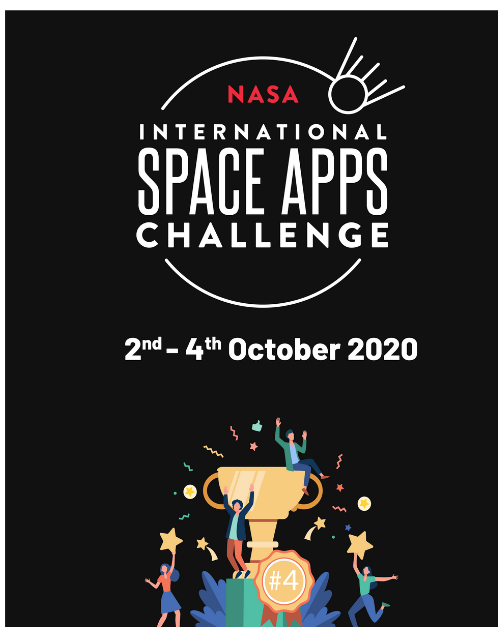 NASA
INTERNATIONAL
SPACE APPS
CHALLENGE
2nd - 4th October 2020
#4